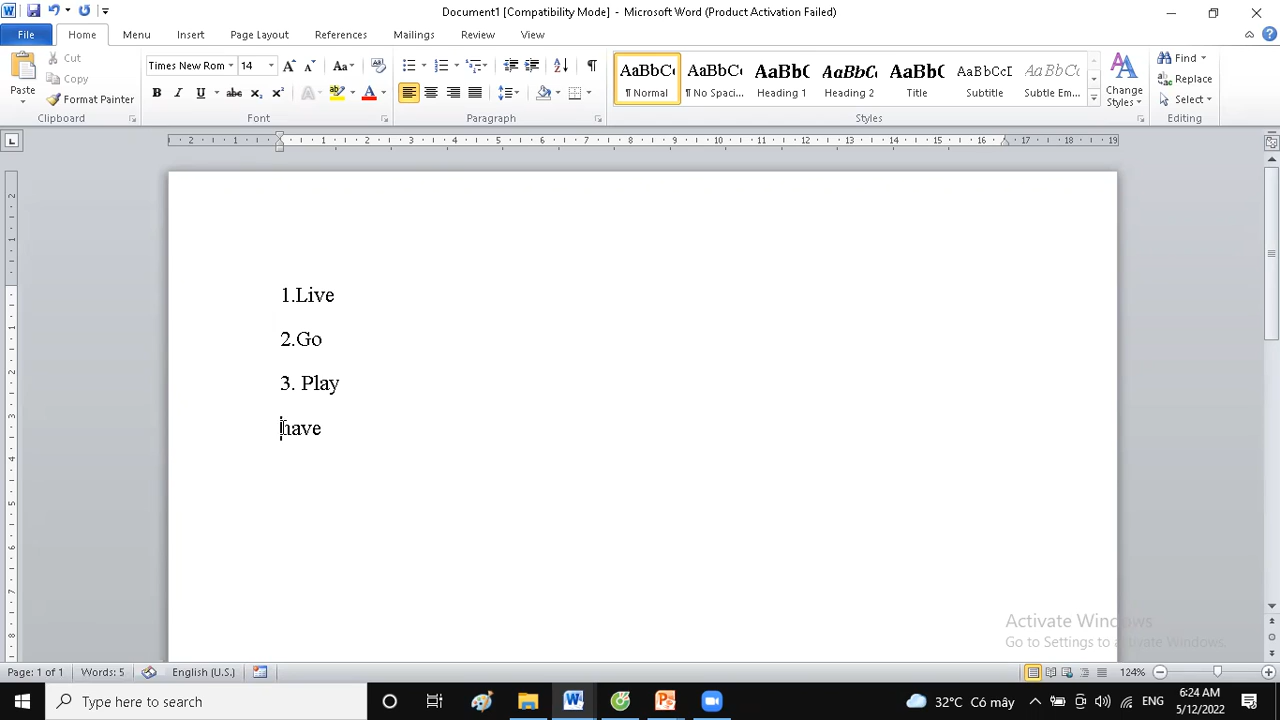 Document1 [Compatibility Mode] - Microsoft Word (Product Activation Failed)
File Home Menu Insert Page Layout References Mailings Review View
Paste Cut Copy Format Painter Clipboard
Times New Rom 14 Font
Paragraph
AaBbCc ¶ Normal AaBbCc ¶ No Spaci... AaBbC Heading 1 AaBbC Heading 2 AaBbC Title AaBbCcD Subtitle AaBbCc Subtle Em... Styles
Change Styles
Find Replace Select Editing
1.Live
2.Go
3. Play
have
Activate Windows
Go to Settings to activate Windows.
Page: 1 of 1 Words: 5 English (U.S.) 124%
Type here to search 32°C Có mây ENG 6:24 AM
5/12/2022